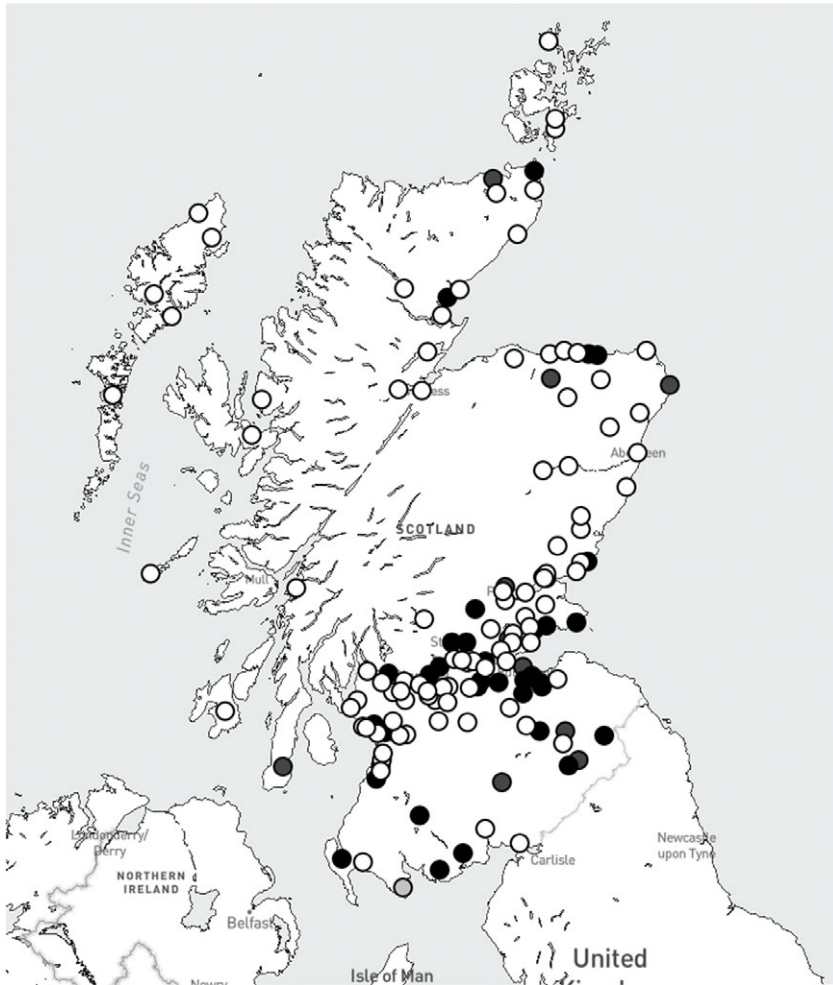 ess
Aberdeen
Inner Seas
SCOTLAND
Mull
P
St
Londonderry/
Derry
Newcastle
upon Tyne
Carlisle
NORTHERN
IRELAND
Belfast
United
Isle of Man